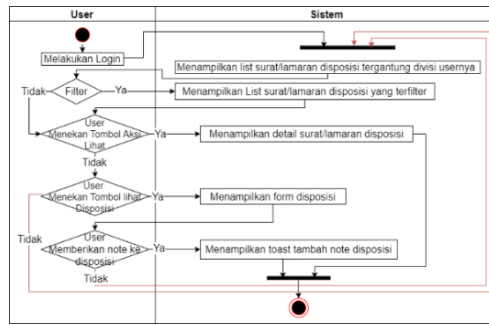 User
Sistem
Melakukan Login
Menampilkan list surat/lamaran disposisi tergantung divisi usernya
Tidak
Filter
Ya
Menampilkan List surat/lamaran disposisi yang terfilter
User
Menekan Tombol Aksi
Lihat
Ya
Menampilkan detail surat/lamaran disposisi
Tidak
User
Menekan Tombol lihat
Disposisi
Ya
Menampilkan form disposisi
Tidak
User
Memberikan note ke
disposisi
Ya
Menampilkan toast tambah note disposisi
Tidak